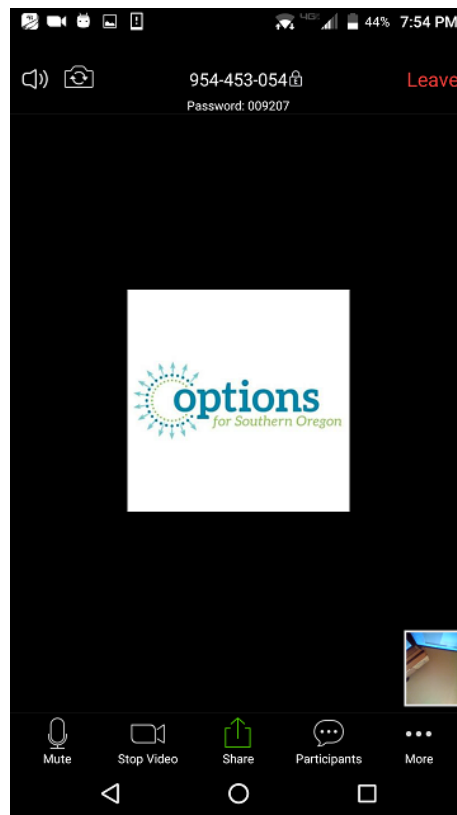 4G 44% 7:54 PM
954-453-054
Leave
Password: 009207
options
for Southern Oregon
Mute Stop Video Share Participants More